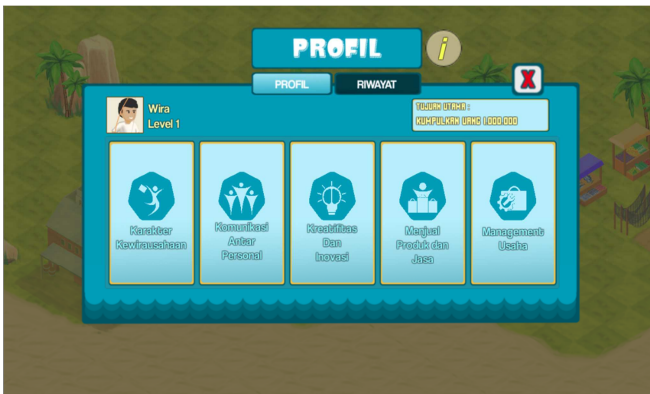 PROFIL
i
PROFIL RIWAYAT
X
Wira
Level 1
TUJUAN UTAMA :
KUMPULKAN UANG 1.000.000
Karakter
Kewirausahaan
Komunikasi
Antar
Personal
Kreatifitas
Dan
Inovasi
Menjual
Produk dan
Jasa
Management
Usaha